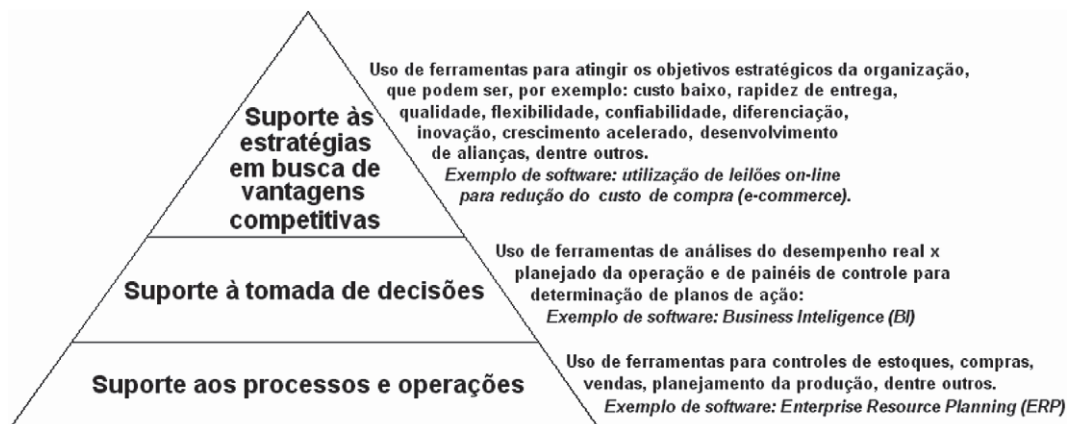 Suporte às
estratégias
em busca de
vantagens
competitivas
Uso de ferramentas para atingir os objetivos estratégicos da organização,
que podem ser, por exemplo: custo baixo, rapidez de entrega,
qualidade, flexibilidade, confiabilidade, diferenciação,
inovação, crescimento acelerado, desenvolvimento
de alianças, dentre outros.
Exemplo de software: utilização de leilões on-line
para redução do custo de compra (e-commerce).
Suporte à tomada de decisões
Uso de ferramentas de análises do desempenho real x
planejado da operação e de painéis de controle para
determinação de planos de ação:
Exemplo de software: Business Inteligence (BI)
Suporte aos processos e operações
Uso de ferramentas para controles de estoques, compras,
vendas, planejamento da produção, dentre outros.
Exemplo de software: Enterprise Resource Planning (ERP)